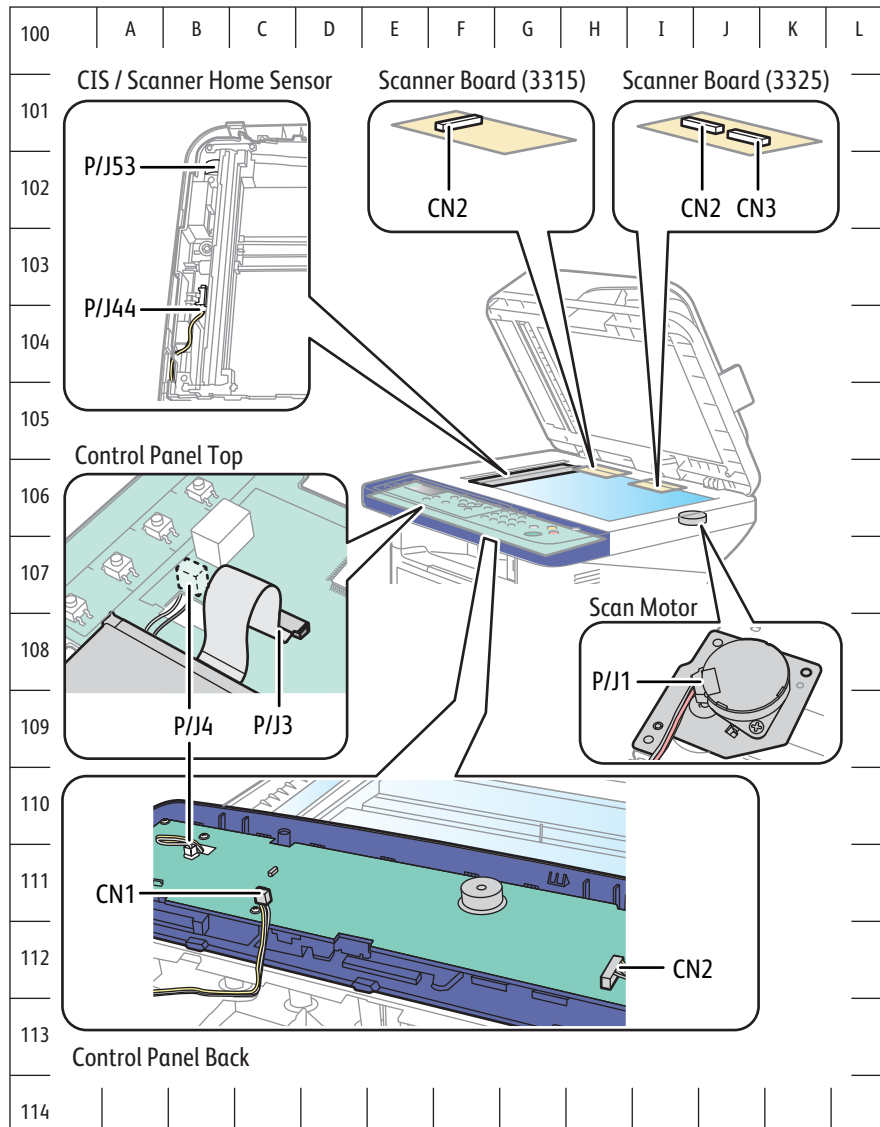 100 A B C D E F G H I J K L
CIS / Scanner Home Sensor Scanner Board (3315) Scanner Board (3325)
101
P/J53
102
CN2 CN2 CN3
103
P/J44
104
105
Control Panel Top
106
107
Scan Motor
108
P/J1
P/J4 P/J3
109
110
111
CN1
112
CN2
113
Control Panel Back
114